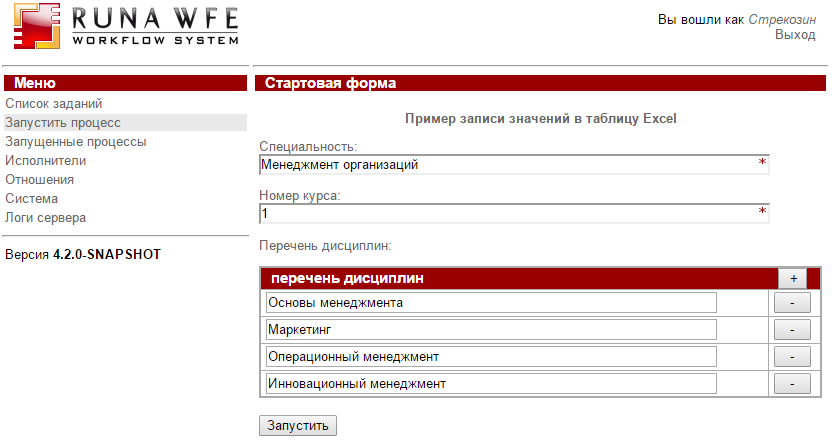 RUNA WFE
WORKFLOW SYSTEM
Вы вошли как Стрекозин
Выход
Меню
Список заданий
Запустить процесс
Запущенные процессы
Исполнители
Отношения
Система
Логи сервера
Версия 4.2.0-SNAPSHOT
Стартовая форма
Пример записи значений в таблицу Excel
Специальность:
Менеджмент организаций *
Номер курса:
1 *
Перечень дисциплин:
перечень дисциплин +
Основы менеджмента -
Маркетинг -
Операционный менеджмент -
Инновационный менеджмент -
Запустить